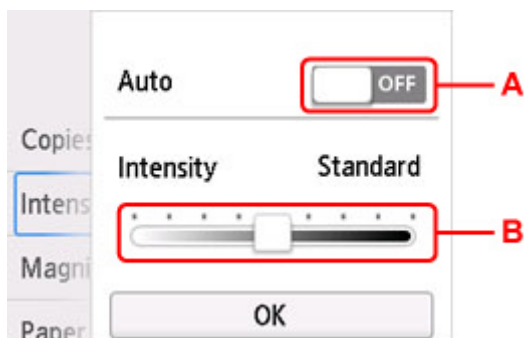 Auto OFF A
Copies
Intensity Standard
Intens
B
Magni
OK
Paper